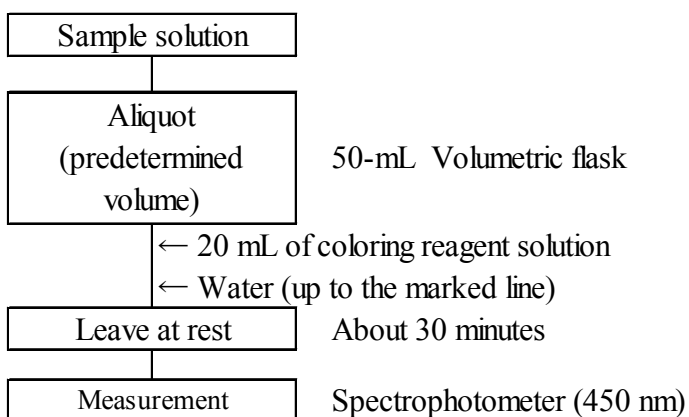 Sample solution
Aliquot
(predetermined
volume)
50-mL Volumetric flask
← 20 mL of coloring reagent solution
← Water (up to the marked line)
Leave at rest
About 30 minutes
Measurement
Spectrophotometer (450 nm)